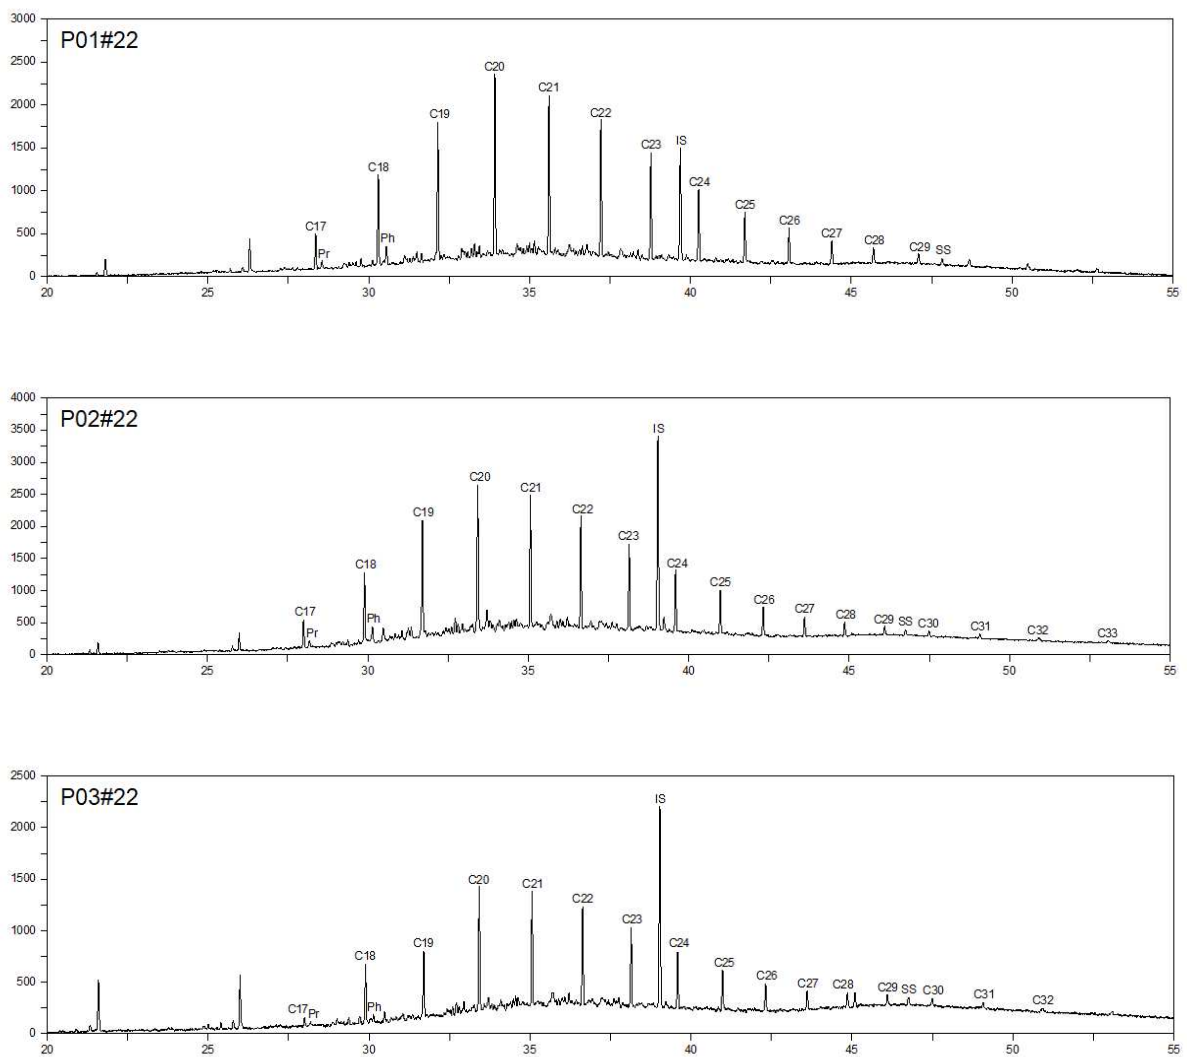 3000
P01#22
2500
C20
C21
2000
C19
C22
1500
C23
IS
C18
1000
C24
C25
500
C17
Pr
Ph
C26
C27
C28
C29
SS
0
20
25
30
35
40
45
50
55
4000
P02#22
3500
IS
3000
2500
C20
C21
2000
C19
C22
C23
1500
C18
C24
1000
C25
C17
Pr
Ph
C26
C27
C28
C29
SS
C30
C31
C32
C33
500
0
20
25
30
35
40
45
50
55
2500
P03#22
IS
2000
1500
C20
C21
C22
C23
1000
C19
C18
C24
C25
500
C17
Pr
Ph
C26
C27
C28
C29
SS
C30
C31
C32
0
20
25
30
35
40
45
50
55